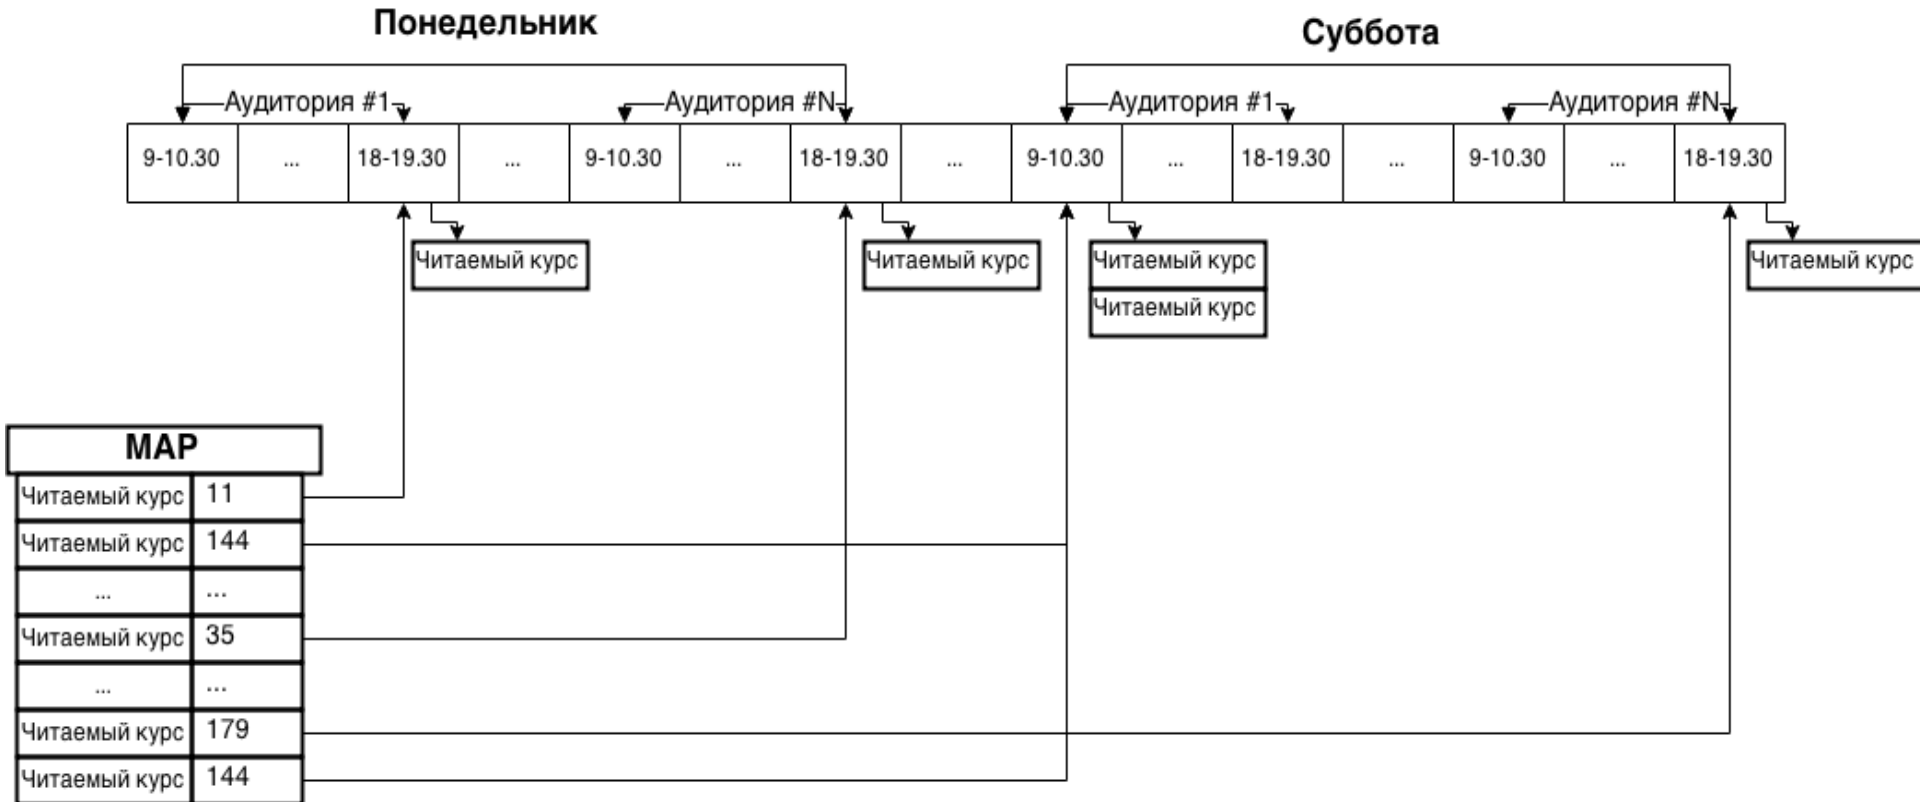 Понедельник
Суббота
Аудитория #1 Аудитория #N Аудитория #1 Аудитория #N
9-10.30 ... 18-19.30 ... 9-10.30 ... 18-19.30 ... 9-10.30 ... 18-19.30 ... 9-10.30 ... 18-19.30
Читаемый курс Читаемый курс Читаемый курс Читаемый курс
Читаемый курс
MAP
Читаемый курс 11
Читаемый курс 144
... ...
Читаемый курс 35
... ...
Читаемый курс 179
Читаемый курс 144